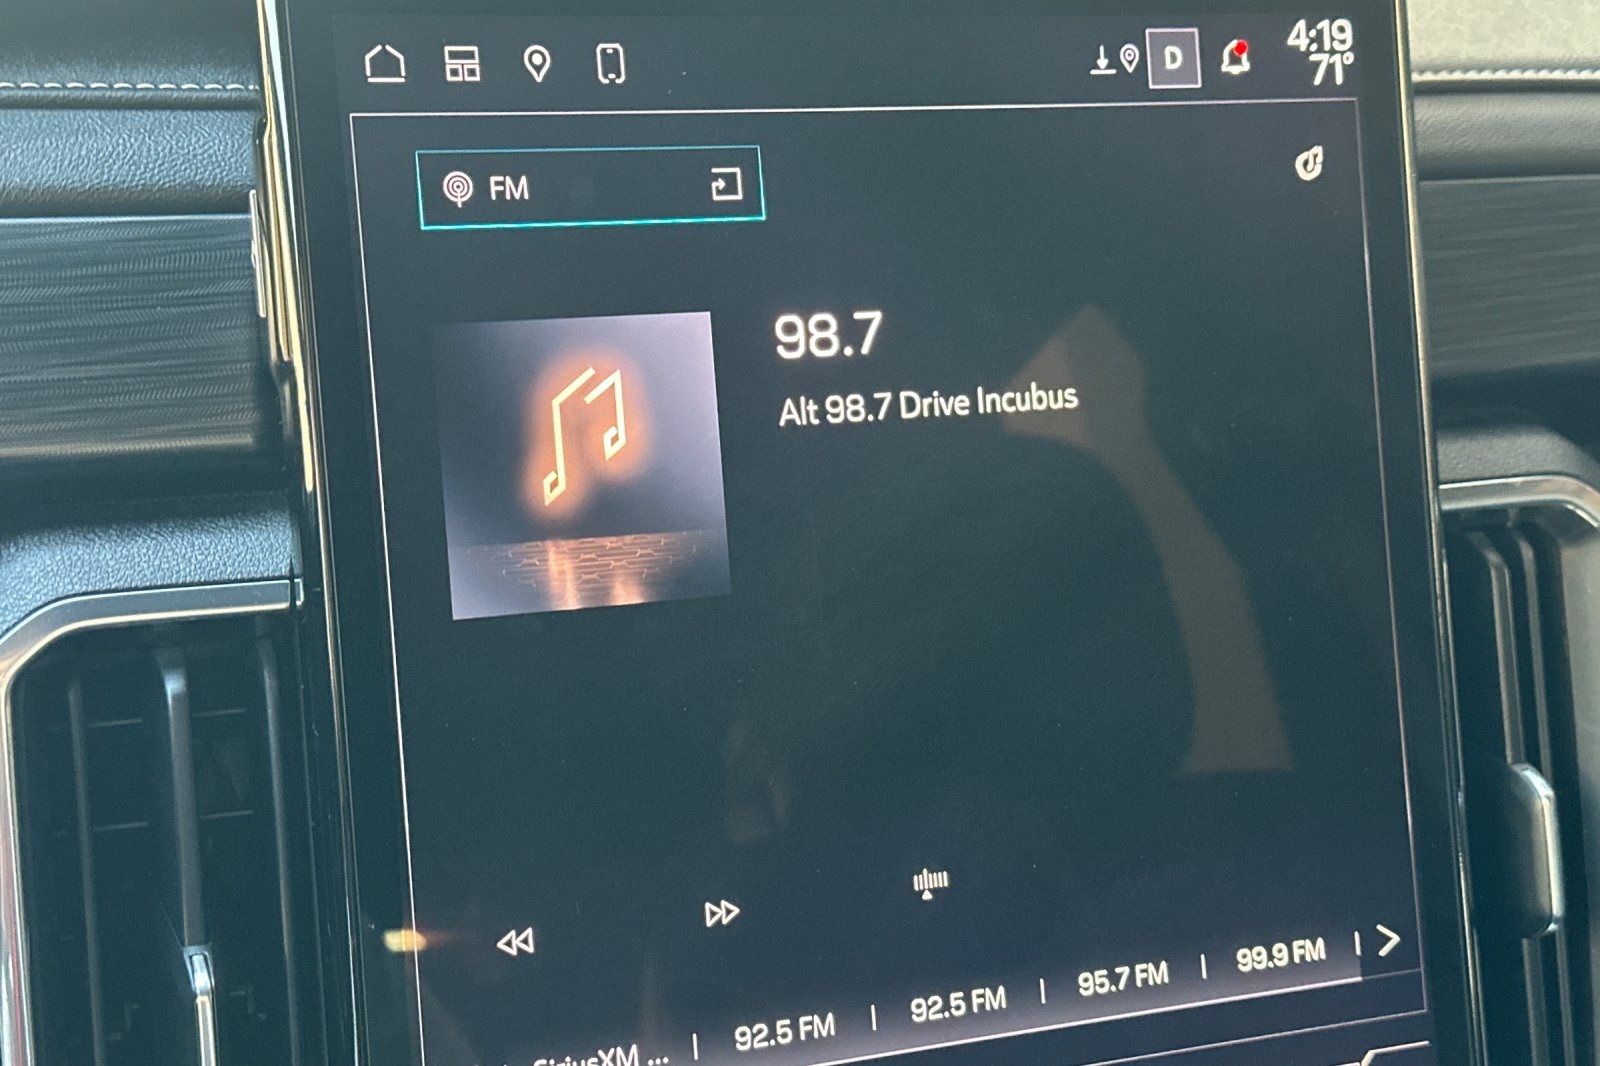 D
4:19
71°
FM
98.7
Alt 98.7 Drive Incubus
SiriusXM ... | 92.5 FM | 92.5 FM | 95.7 FM | 99.9 FM |